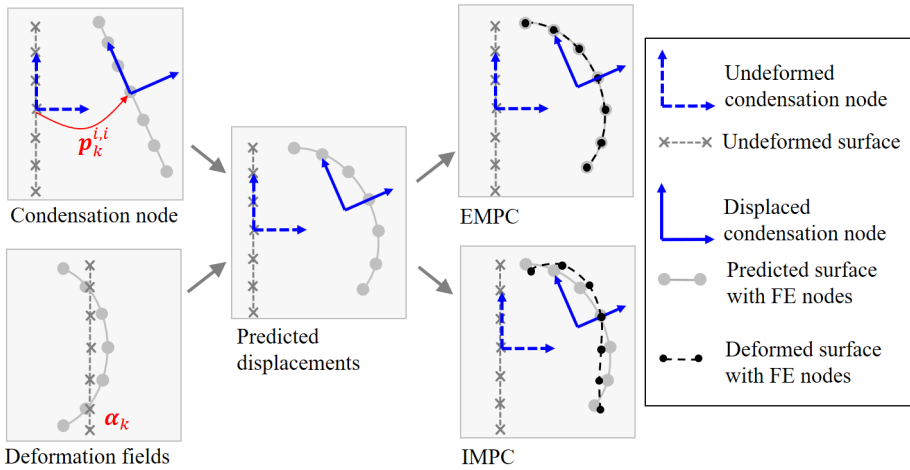 p_k^{i,i}
Condensation node
α_k
Deformation fields
Predicted
displacements
EMPC
IMPC
Undeformed
condensation node
Undeformed surface
Displaced
condensation node
Predicted surface
with FE nodes
Deformed surface
with FE nodes